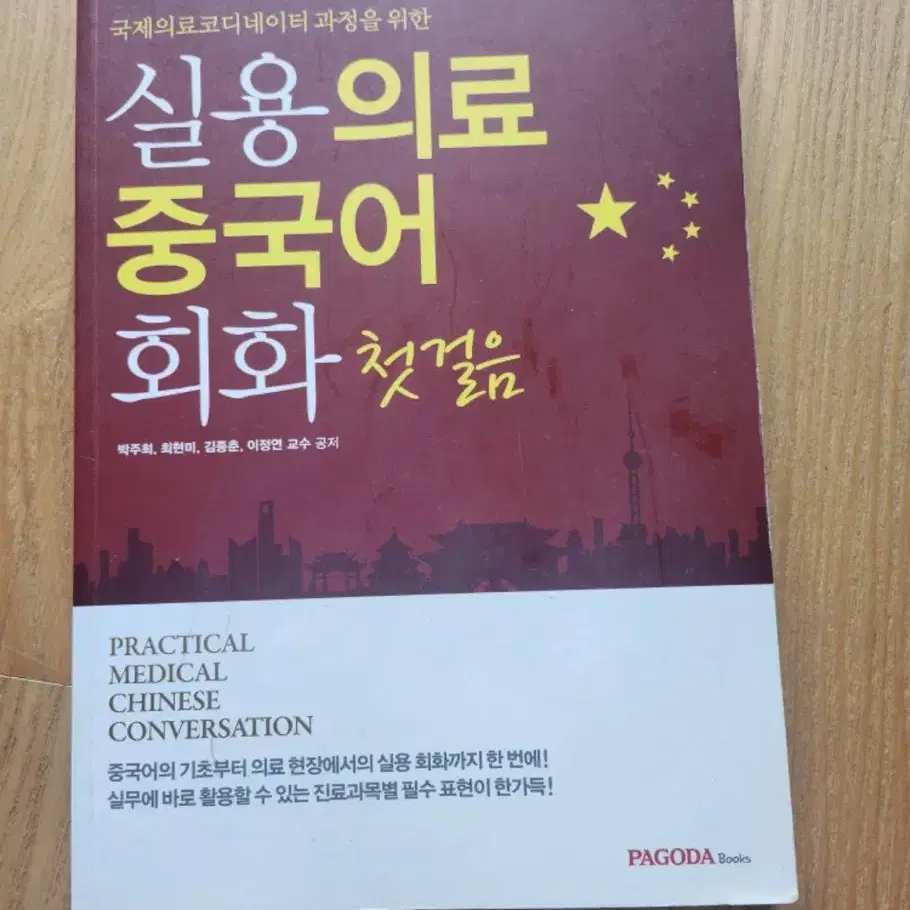 국제의료코디네이터 과정을 위한
실용의료
중국어
회화 첫걸음
박주희, 최현미, 김종춘, 이정연 교수 공저
PRACTICAL
MEDICAL
CHINESE
CONVERSATION
중국어의 기초부터 의료 현장에서의 실용 회화까지 한 번에!
실무에 바로 활용할 수 있는 진료과목별 필수 표현이 한가득!
PAGODA Books